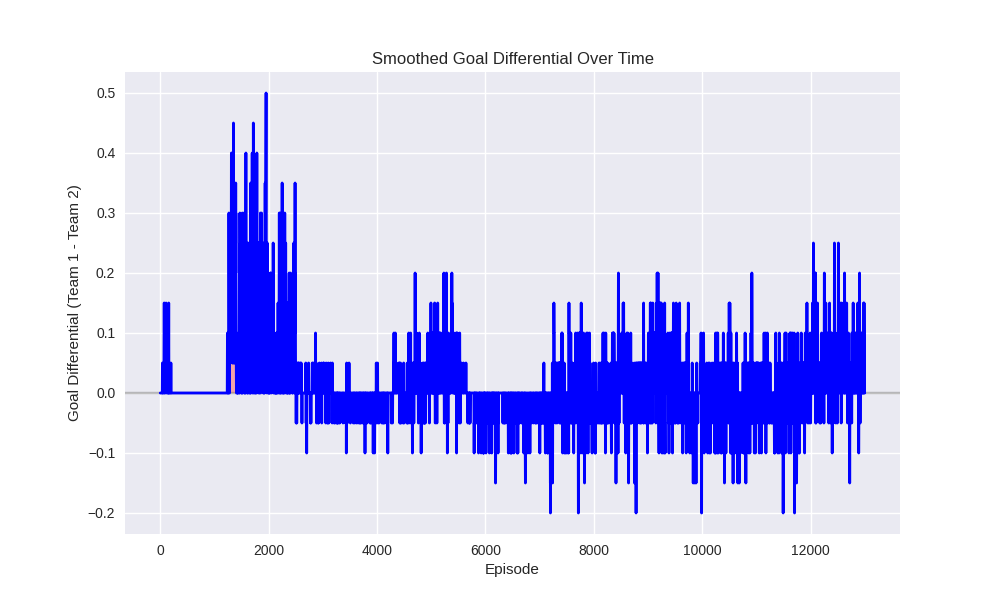 Smoothed Goal Differential Over Time
Goal Differential (Team 1 - Team 2)
0.5
0.4
0.3
0.2
0.1
0.0
−0.1
−0.2
0 2000 4000 6000 8000 10000 12000
Episode